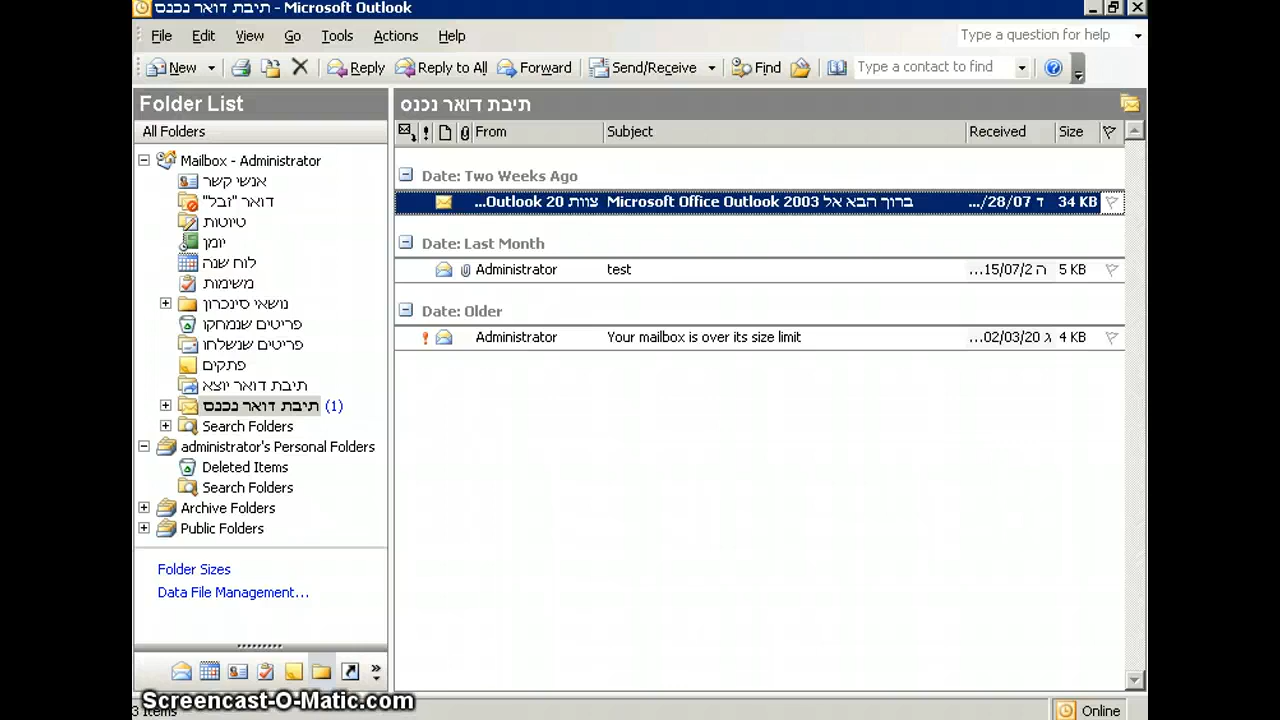 תיבת דואר נכנס - Microsoft Outlook
File Edit View Go Tools Actions Help Type a question for help
New Reply Reply to All Forward Send/Receive Find Type a contact to find
Folder List
All Folders
Mailbox - Administrator
אנשי קשר
דואר "זבל"
טיוטות
יומן
לוח שנה
משימות
נושאי סינכרון
פריטים שנמחקו
פריטים שנשלחו
פתקים
תיבת דואר יוצא
תיבת דואר נכנס (1)
Search Folders
administrator's Personal Folders
Deleted Items
Search Folders
Archive Folders
Public Folders
Folder Sizes
Data File Management...
תיבת דואר נכנס
From Subject Received Size
Date: Two Weeks Ago
צוות Outlook 20... ברוך הבא אל Microsoft Office Outlook 2003 ד 28/07/... 34 KB
Date: Last Month
Administrator test ה 15/07/2... 5 KB
Date: Older
Administrator Your mailbox is over its size limit ג 02/03/20... 4 KB
Screencast-O-Matic.com
3 Items
Online